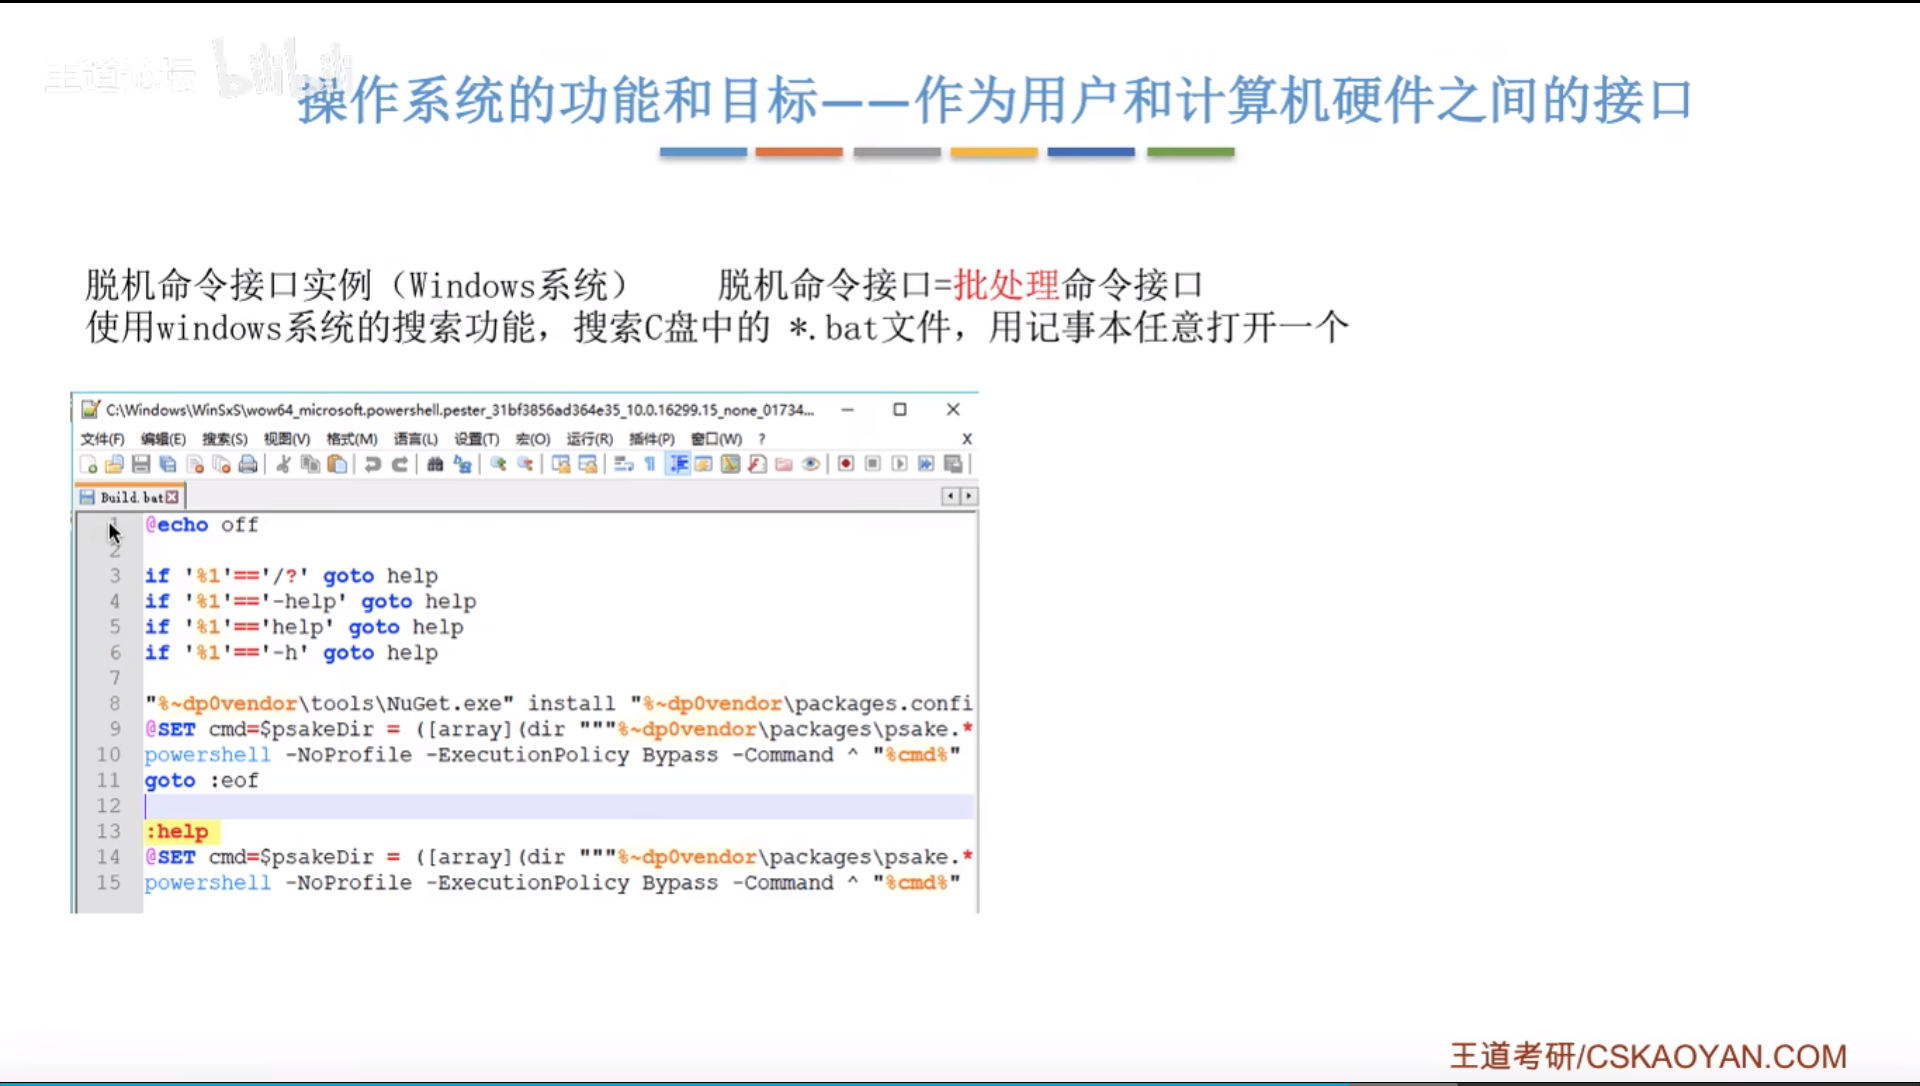 王道论坛 bilibili
操作系统的功能和目标——作为用户和计算机硬件之间的接口
脱机命令接口实例（Windows系统） 脱机命令接口=批处理命令接口
使用windows系统的搜索功能，搜索C盘中的 *.bat文件，用记事本任意打开一个
C:\Windows\WinSxS\wow64_microsoft.powershell.pester_31bf3856ad364e35_10.0.16299.15_none_01734...
文件(F) 编辑(E) 搜索(S) 视图(V) 格式(M) 语言(L) 设置(T) 宏(O) 运行(R) 插件(P) 窗口(W) ? X
Build.bat
1 @echo off
2
3 if '%1'=='/?' goto help
4 if '%1'=='-help' goto help
5 if '%1'=='help' goto help
6 if '%1'=='-h' goto help
7
8 "%~dp0vendor\tools\NuGet.exe" install "%~dp0vendor\packages.confi
9 @SET cmd=$psakeDir = ([array](dir """%~dp0vendor\packages\psake.*
10 powershell -NoProfile -ExecutionPolicy Bypass -Command ^ "%cmd%"
11 goto :eof
12
13 :help
14 @SET cmd=$psakeDir = ([array](dir """%~dp0vendor\packages\psake.*
15 powershell -NoProfile -ExecutionPolicy Bypass -Command ^ "%cmd%"
王道考研/CSKAOYAN.COM